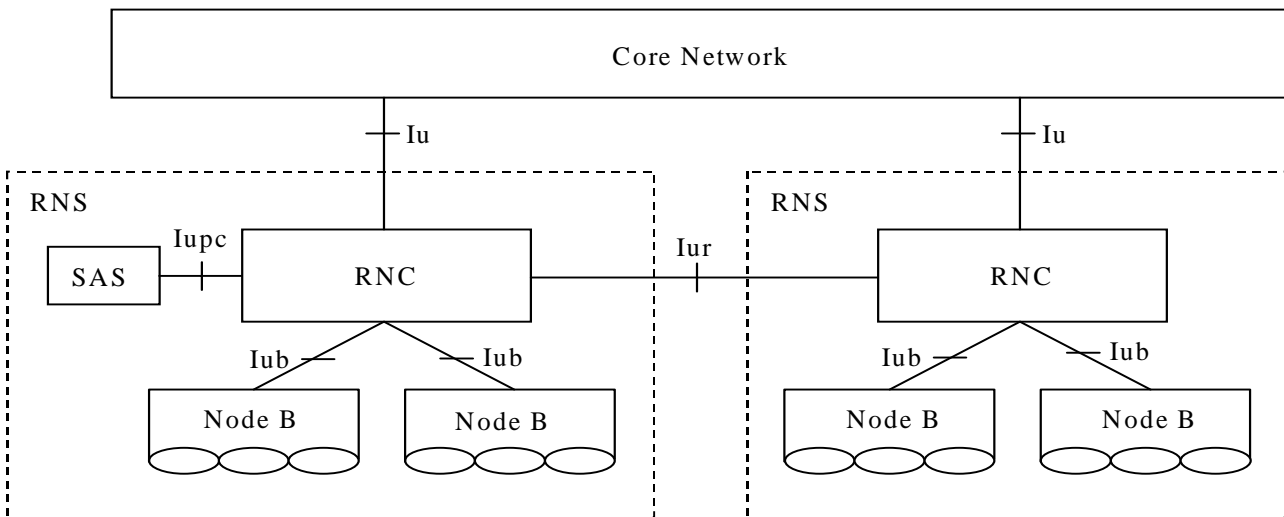 Core Network
Iu
Iu
RNS
RNS
Iupc
Iur
SAS
RNC
RNC
Iub
Iub
Iub
Iub
Node B
Node B
Node B
Node B